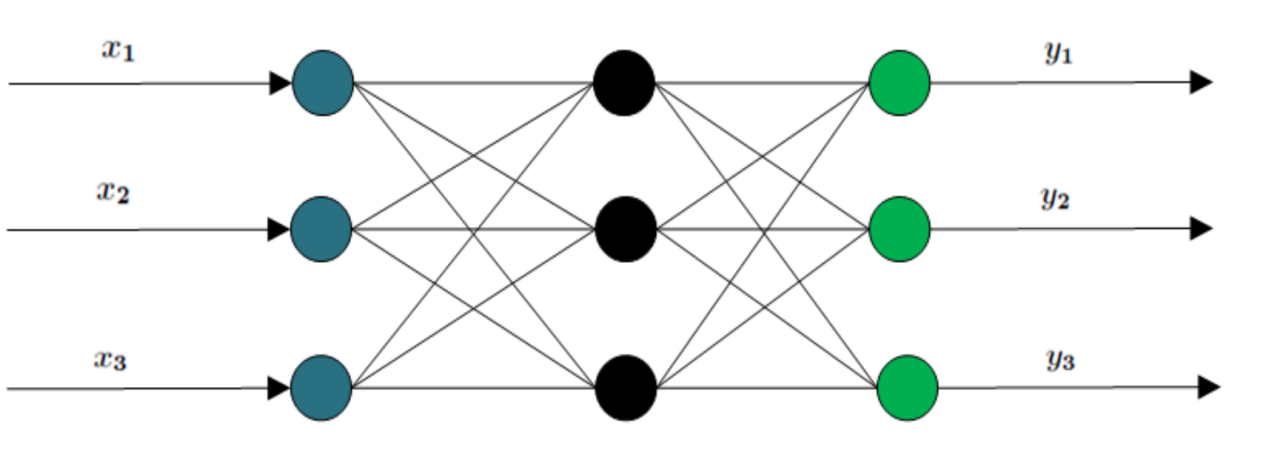 x₁ y₁
x₂ y₂
x₃ y₃